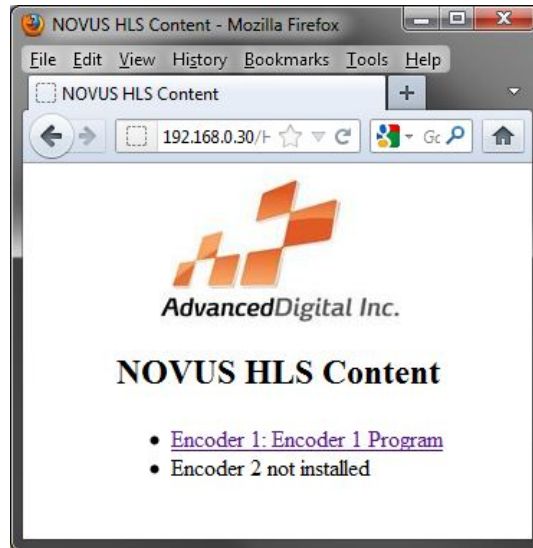 NOVUS HLS Content - Mozilla Firefox
File Edit View History Bookmarks Tools Help
NOVUS HLS Content
192.168.0.30/H
AdvancedDigital Inc.
NOVUS HLS Content
• Encoder 1: Encoder 1 Program
• Encoder 2 not installed